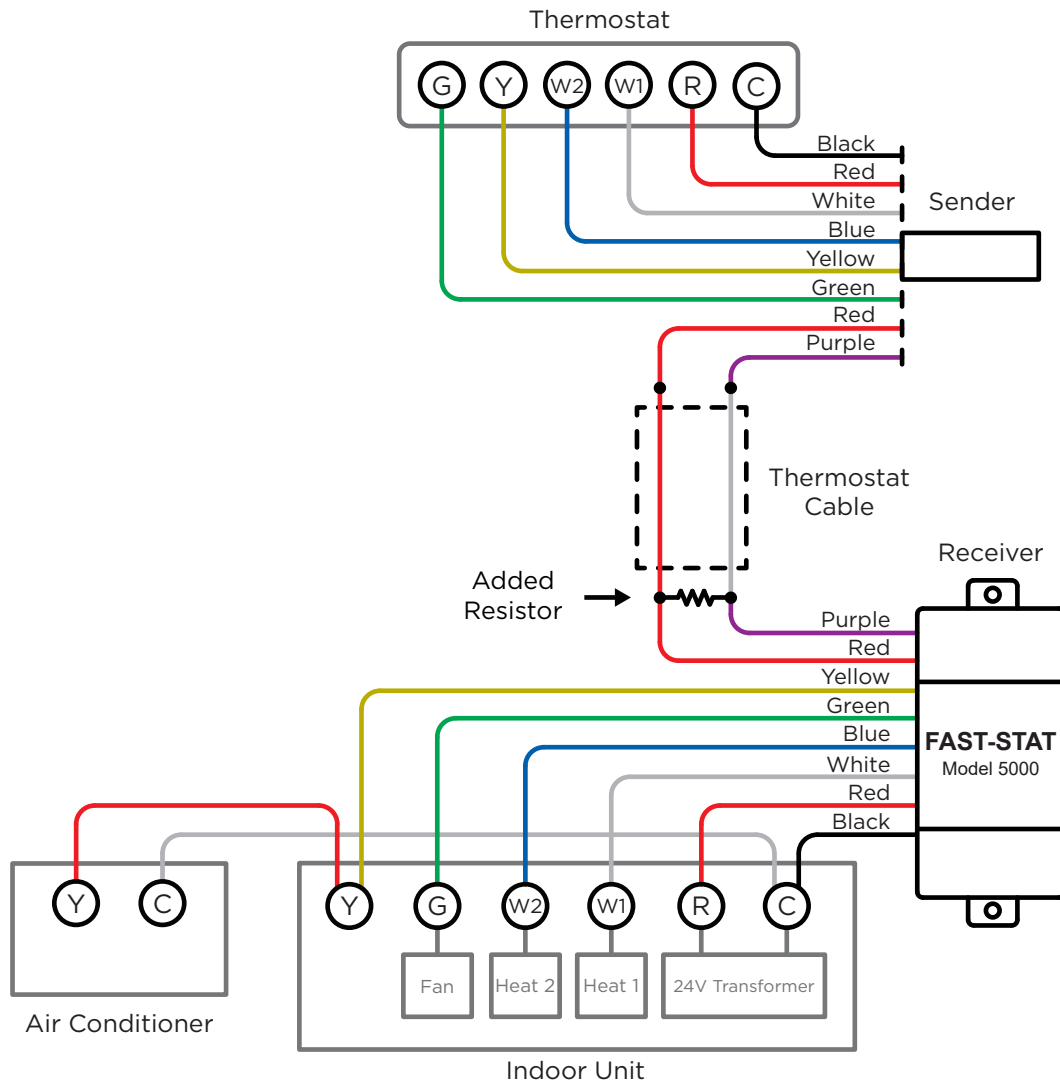 Thermostat
G Y W2 W1 R C
Black
Red
White
Sender
Blue
Yellow
Green
Red
Purple
Thermostat
Cable
Receiver
Added
Resistor
Purple
Red
Yellow
Green
Blue
FAST-STAT
Model 5000
White
Red
Black
Y C
Y G W2 W1 R C
Fan
Heat 2
Heat 1
24V Transformer
Air Conditioner
Indoor Unit